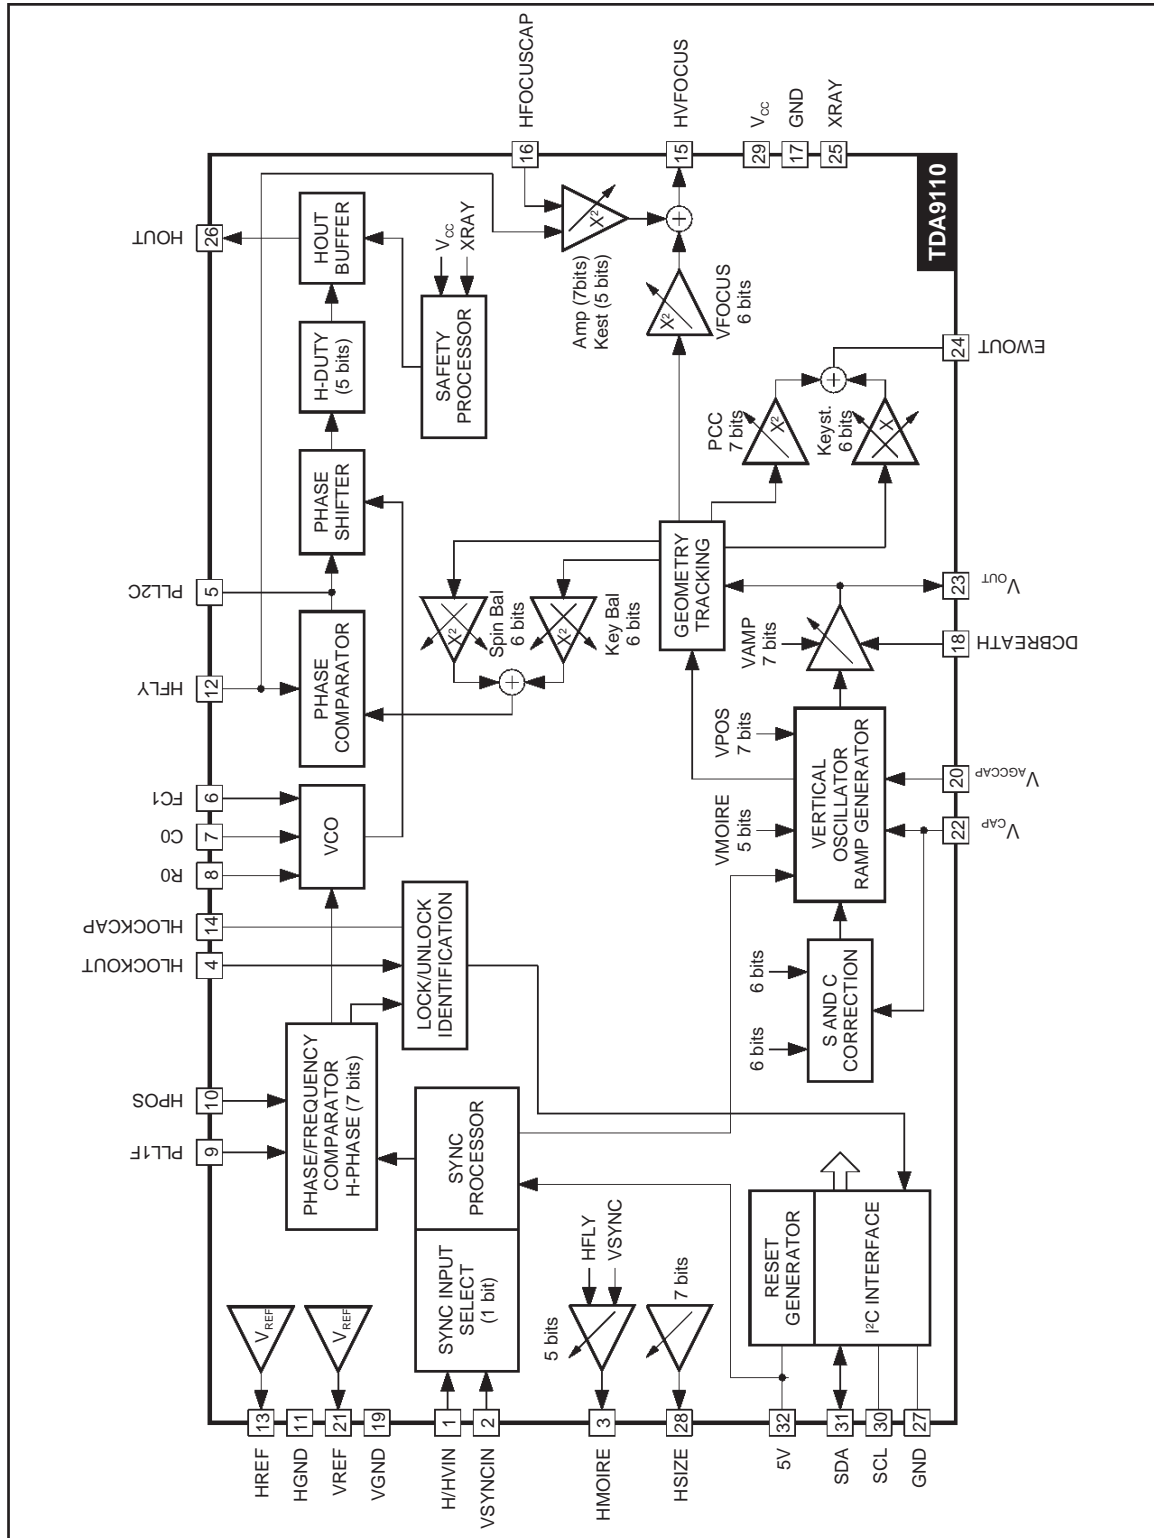 HREF
13
HGND
11
VREF
21
VGND
19
H/HVIN
1
VSYNCIN
2
HMOIRE
3
HSIZE
28
5V
32
SDA
31
SCL
30
GND
27
PLL1F
9
HPOS
10
HLOCKOUT
4
HLOCKCAP
14
R0
8
C0
7
FC1
6
HFLY
12
PLL2C
5
HOUT
26
HFOCUSCAP
16
HVFOCUS
15
VCC
29
GND
17
XRAY
25
TDA9110
VCAP
22
VAGCCAP
20
DCBREATH
18
VOUT
23
EWOUT
24
VREF
VREF
SYNC INPUT
SELECT
(1 bit)
SYNC
PROCESSOR
PHASE/FREQUENCY
COMPARATOR
H-PHASE (7 bits)
LOCK/UNLOCK
IDENTIFICATION
VCO
PHASE
COMPARATOR
PHASE
SHIFTER
H-DUTY
(5 bits)
HOUT
BUFFER
SAFETY
PROCESSOR
VCC
XRAY
X2
Amp (7bits)
Kest (5 bits)
X2
VFOCUS
6 bits
X2
Spin Bal
6 bits
X2
Key Bal
6 bits
GEOMETRY
TRACKING
PCC
7 bits
X2
Keyst.
6 bits
X
VAMP
7 bits
VPOS
7 bits
VMOIRE
5 bits
VERTICAL
OSCILLATOR
RAMP GENERATOR
6 bits
6 bits
S AND C
CORRECTION
5 bits
HFLY
VSYNC
7 bits
RESET
GENERATOR
I2C INTERFACE